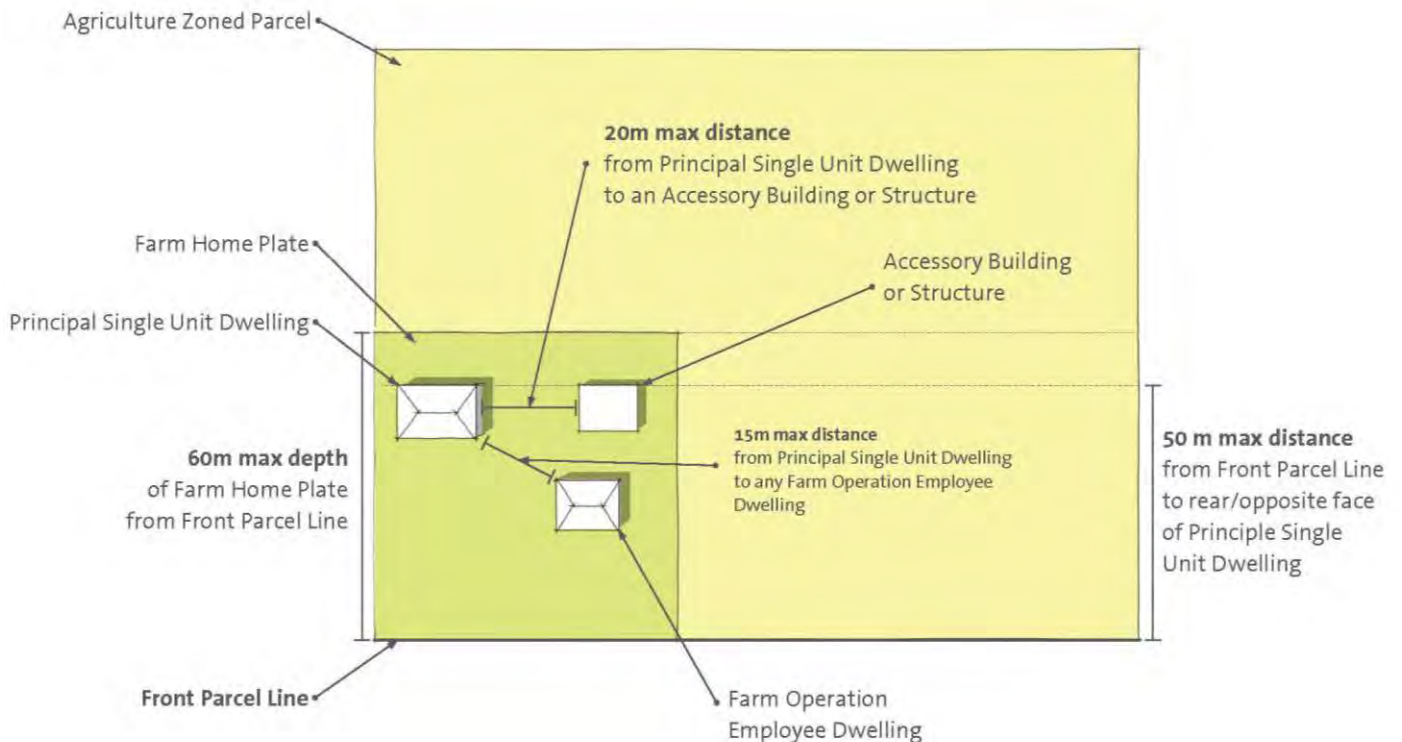 Agriculture Zoned Parcel
20m max distance
from Principal Single Unit Dwelling
to an Accessory Building or Structure
Farm Home Plate
Accessory Building
or Structure
Principal Single Unit Dwelling
60m max depth
of Farm Home Plate
from Front Parcel Line
15m max distance
from Principal Single Unit Dwelling
to any Farm Operation Employee
Dwelling
50 m max distance
from Front Parcel Line
to rear/opposite face
of Principle Single
Unit Dwelling
Front Parcel Line
Farm Operation
Employee Dwelling